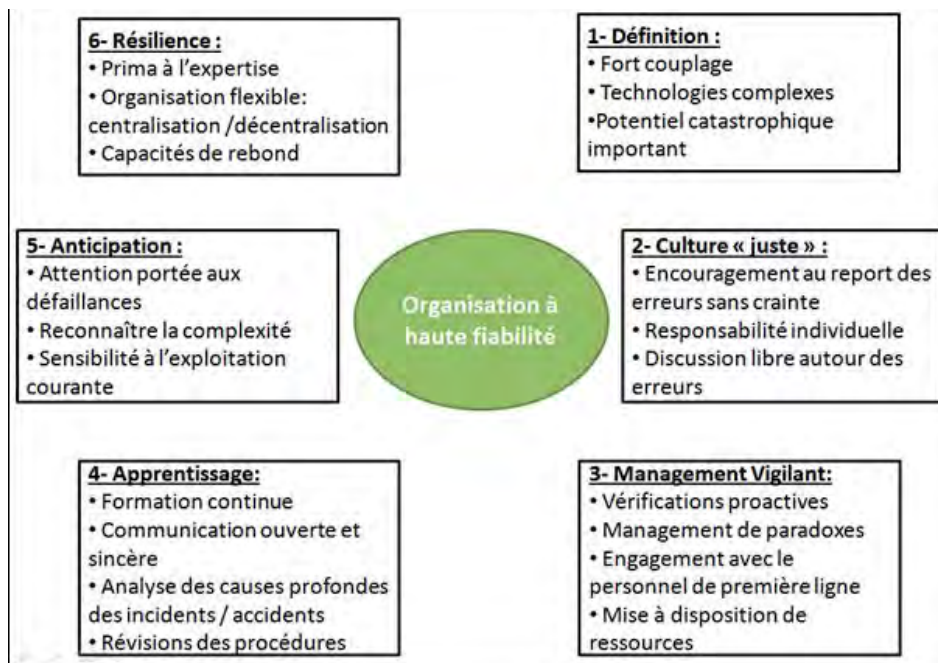 6- Résilience :
• Prima à l’expertise
• Organisation flexible:
centralisation /décentralisation
• Capacités de rebond
1- Définition :
• Fort couplage
• Technologies complexes
•Potentiel catastrophique
important
5- Anticipation :
• Attention portée aux
défaillances
• Reconnaître la complexité
• Sensibilité à l’exploitation
courante
Organisation à
haute fiabilité
2- Culture « juste » :
• Encouragement au report des
erreurs sans crainte
• Responsabilité individuelle
• Discussion libre autour des
erreurs
4- Apprentissage:
• Formation continue
• Communication ouverte et
sincère
• Analyse des causes profondes
des incidents / accidents
• Révisions des procédures
3- Management Vigilant:
• Vérifications proactives
• Management de paradoxes
• Engagement avec le
personnel de première ligne
• Mise à disposition de
ressources